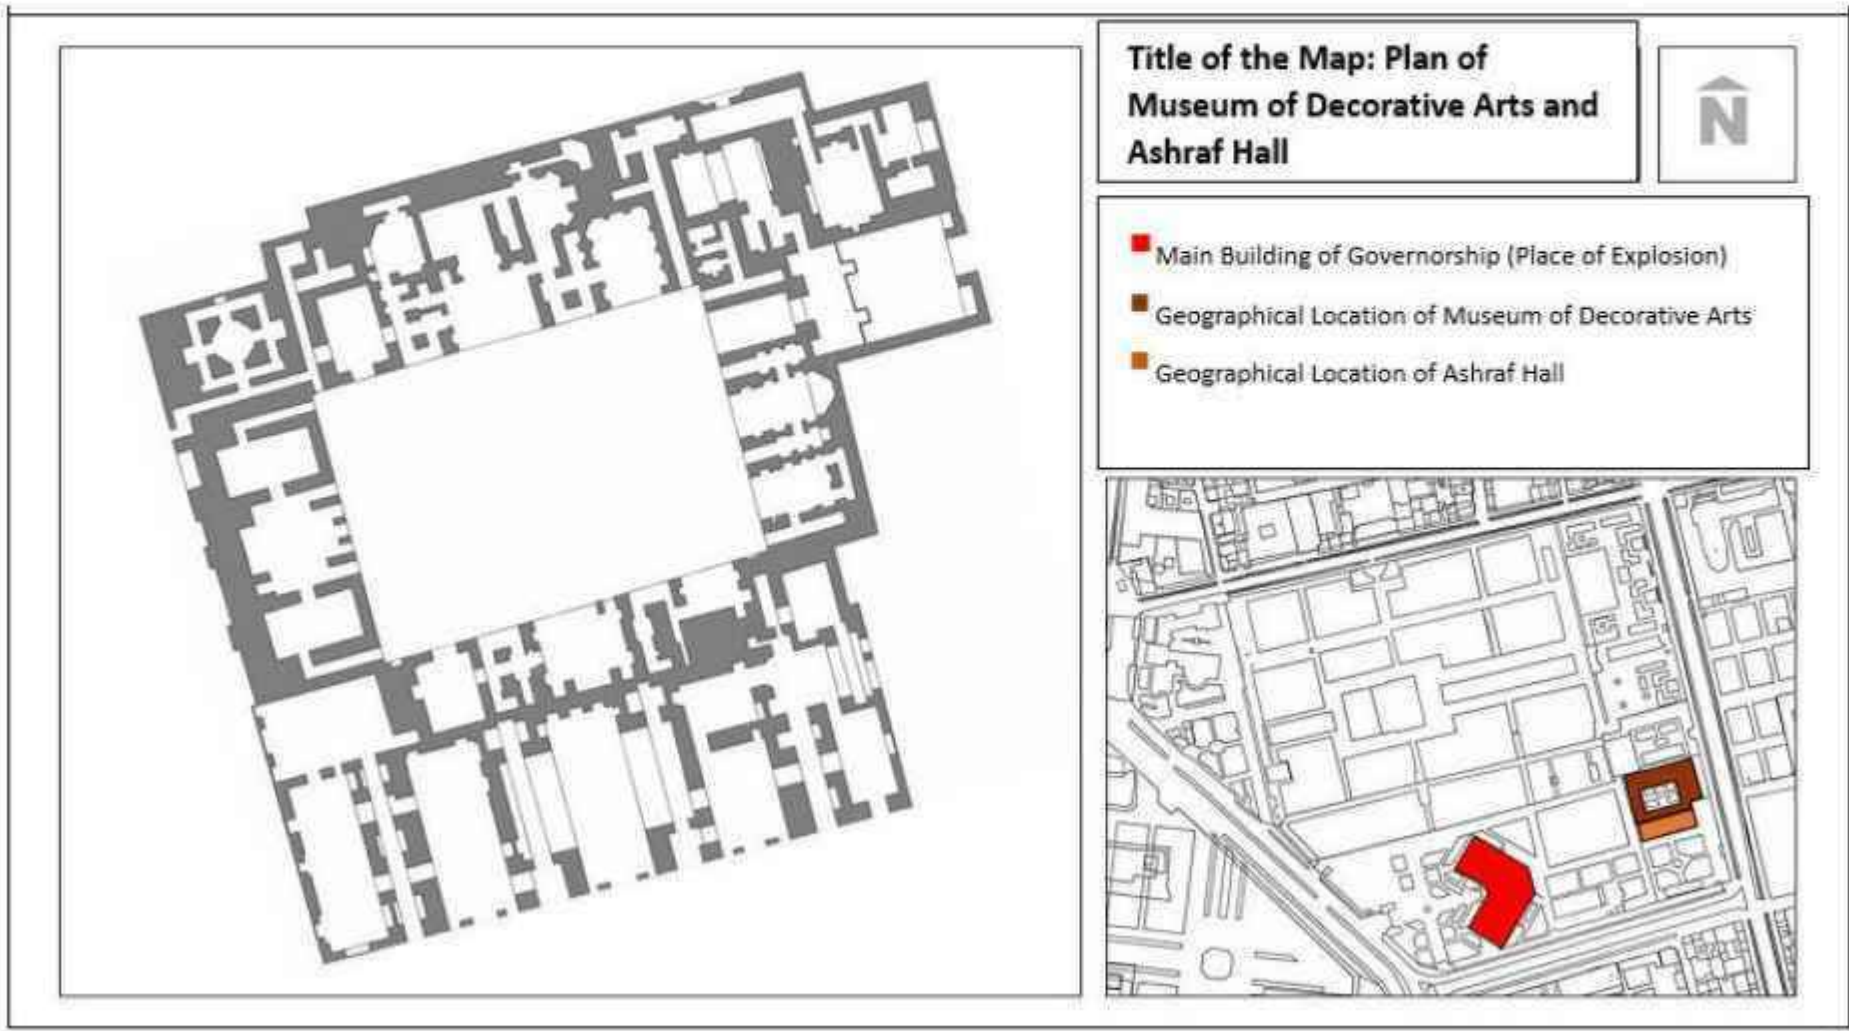 Title of the Map: Plan of
Museum of Decorative Arts and
Ashraf Hall
N
Main Building of Governorship (Place of Explosion)
Geographical Location of Museum of Decorative Arts
Geographical Location of Ashraf Hall